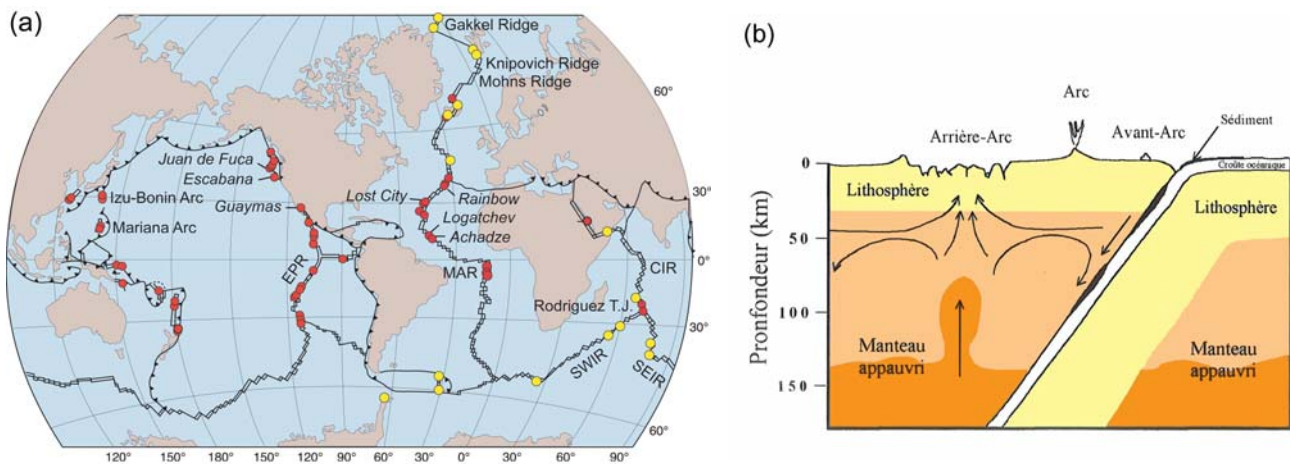 (a)
Gakkel Ridge
Knipovich Ridge
Mohns Ridge
60°
Juan de Fuca
Escabana
Izu-Bonin Arc
Guaymas
Mariana Arc
Lost City
Rainbow
Logatchev
Achadze
30°
0°
EPR
MAR
CIR
Rodriguez T.J.
30°
SWIR
SEIR
60°
120° 150° 180° 150° 120° 90° 60° 30° 0° 30° 60° 90°
(b)
Arc
Sédiment
Arrière-Arc
Avant-Arc
Croûte océanique
0
Lithosphère
Lithosphère
50
100
150
Pronfondeur (km)
Manteau
appauvri
Manteau
appauvri